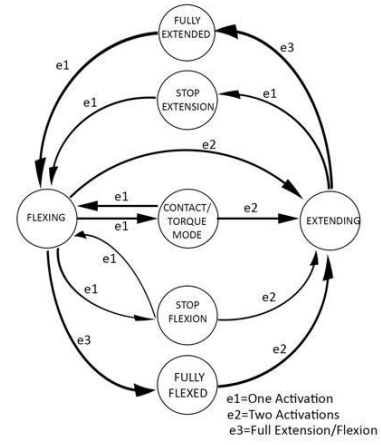 FULLY
EXTENDED
e3
e1
STOP
EXTENSION
e1
e1
e2
FLEXING
e1
e1
CONTACT/
TORQUE
MODE
e2
EXTENDING
e1
e1
STOP
FLEXION
e2
e3
FULLY
FLEXED
e2
e1=One Activation
e2=Two Activations
e3=Full Extension/Flexion